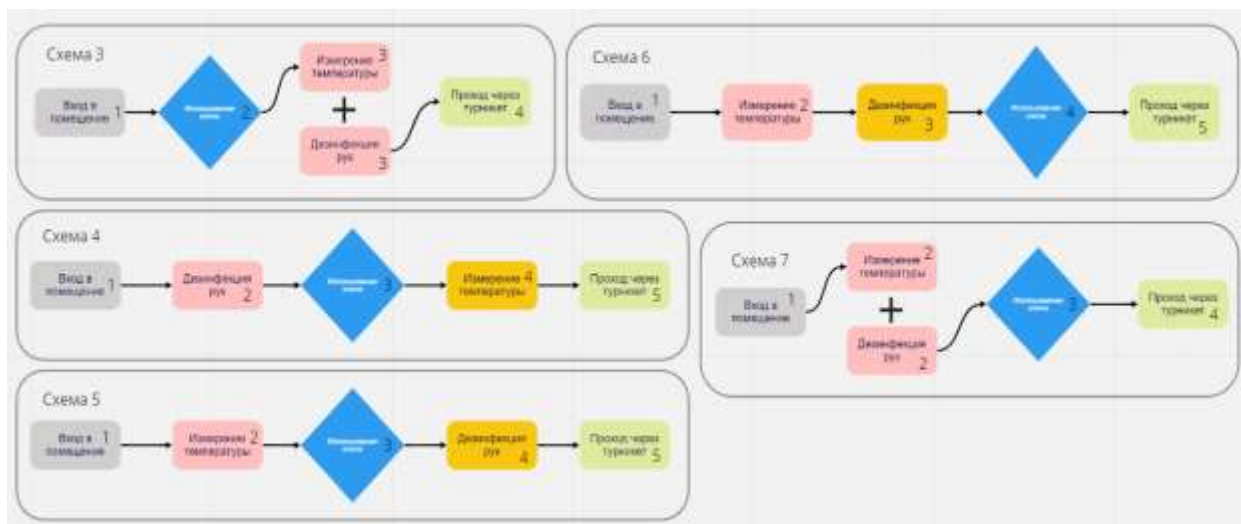 Схема 3
Вход в
помещение
1
2
Измерение
температуры
3
Дезинфекция
рук
3
Проход через
турникет
4
Схема 6
Вход в
помещение
1
Измерение
температуры
2
Дезинфекция
рук
3
4
Проход через
турникет
5
Схема 4
Вход в
помещение
1
Дезинфекция
рук
2
3
Измерение
температуры
4
Проход через
турникет
5
Схема 7
Вход в
помещение
1
Измерение
температуры
2
Дезинфекция
рук
2
3
Проход через
турникет
4
Схема 5
Вход в
помещение
1
Измерение
температуры
2
3
Дезинфекция
рук
4
Проход через
турникет
5